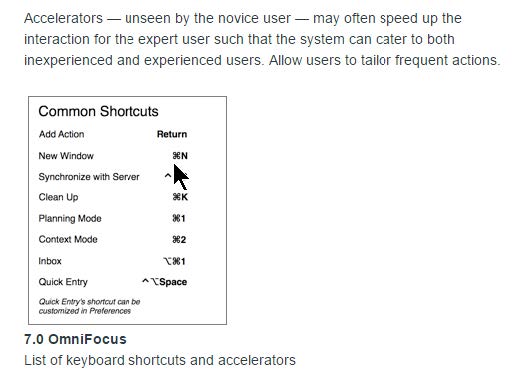 Accelerators — unseen by the novice user — may often speed up the
interaction for the expert user such that the system can cater to both
inexperienced and experienced users. Allow users to tailor frequent actions.
Common Shortcuts
Add Action Return
New Window ⌘N
Synchronize with Server ^
Clean Up ⌘K
Planning Mode ⌘1
Context Mode ⌘2
Inbox ⌥⌘1
Quick Entry ^⌥Space
Quick Entry's shortcut can be
customized in Preferences
7.0 OmniFocus
List of keyboard shortcuts and accelerators